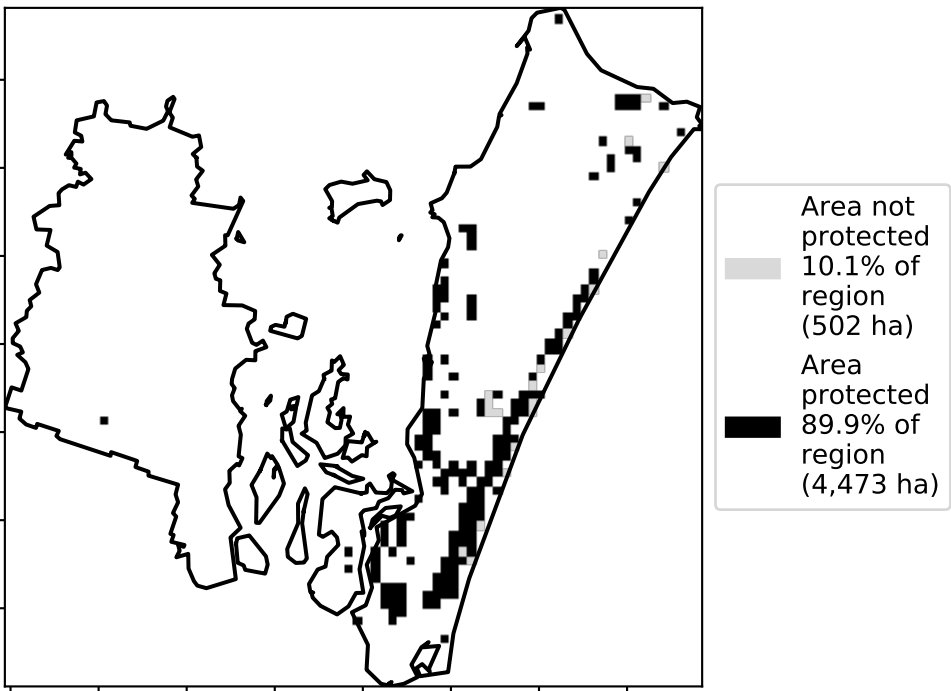 Area not
protected
10.1% of
region
(502 ha)
Area
protected
89.9% of
region
(4,473 ha)